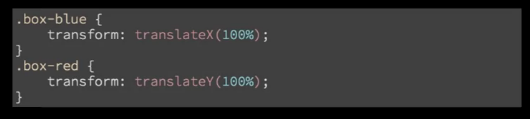 .box-blue {
    transform: translateX(100%);
}
.box-red {
    transform: translateY(100%);
}